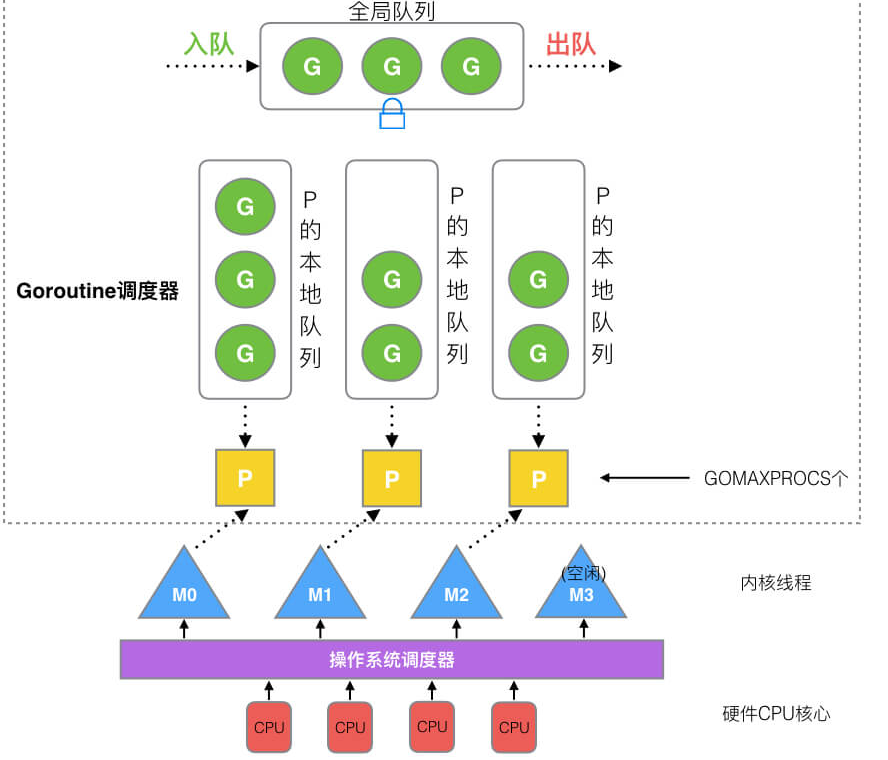 全局队列
入队
出队
G G G
G
G G G
G G G
P的本地队列
P的本地队列
P的本地队列
Goroutine调度器
P P P
GOMAXPROCS个
(空闲)
M0 M1 M2 M3
内核线程
操作系统调度器
CPU CPU CPU CPU
硬件CPU核心